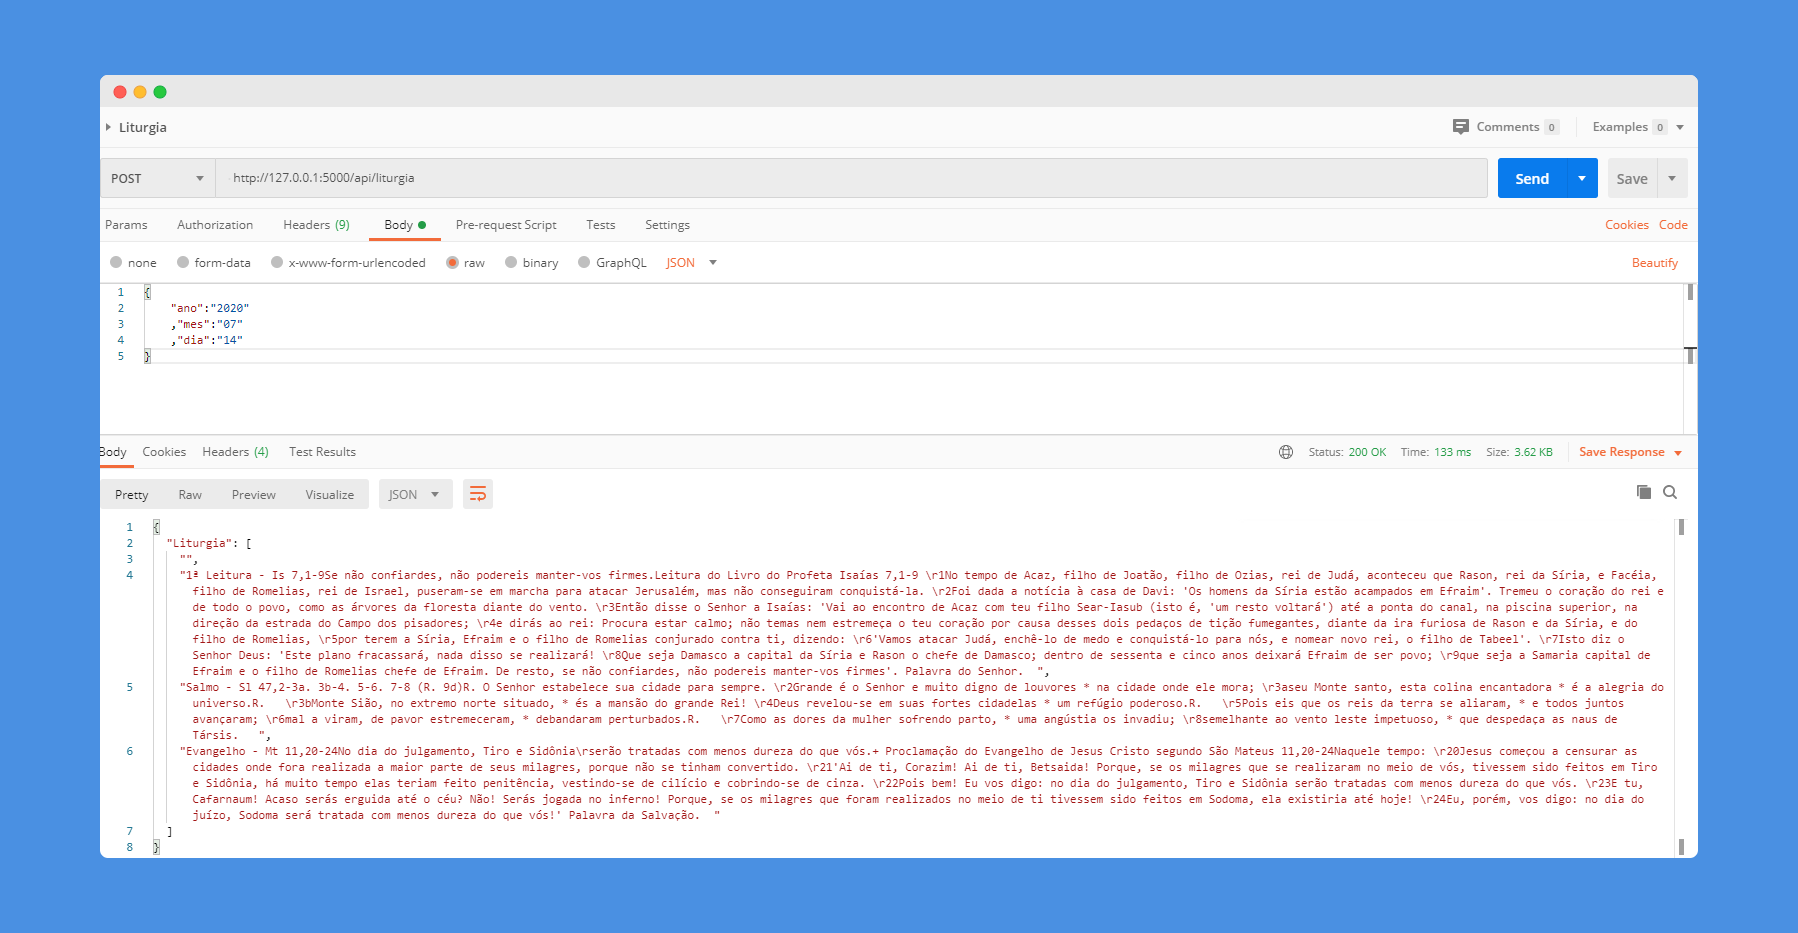 Liturgia
Comments 0 Examples 0
POST http://127.0.0.1:5000/api/liturgia Send Save
Params Authorization Headers (9) Body Pre-request Script Tests Settings Cookies Code
none form-data x-www-form-urlencoded raw binary GraphQL JSON Beautify
1 {
2 "ano":"2020"
3 ,"mes":"07"
4 ,"dia":"14"
5 }
Body Cookies Headers (4) Test Results Status: 200 OK Time: 133 ms Size: 3.62 KB Save Response
Pretty Raw Preview Visualize JSON
1 {
2 "Liturgia": [
3 "",
4 "1ª Leitura - Is 7,1-9Se não confiardes, não podereis manter-vos firmes.Leitura do Livro do Profeta Isaías 7,1-9 \r1No tempo de Acaz, filho de Joatão, filho de Ozias, rei de Judá, aconteceu que Rason, rei da Síria, e Facéia,
filho de Romelias, rei de Israel, puseram-se em marcha para atacar Jerusalém, mas não conseguiram conquistá-la. \r2Foi dada a notícia à casa de Davi: 'Os homens da Síria estão acampados em Efraim'. Tremeu o coração do rei e
de todo o povo, como as árvores da floresta diante do vento. \r3Então disse o Senhor a Isaías: 'Vai ao encontro de Acaz com teu filho Sear-Iasub (isto é, 'um resto voltará') até a ponta do canal, na piscina superior, na
direção da estrada do Campo dos pisadores; \r4e dirás ao rei: Procura estar calmo; não temas nem estremeça o teu coração por causa desses dois pedaços de tição fumegantes, diante da ira furiosa de Rason e da Síria, e do
filho de Romelias, \r5por terem a Síria, Efraim e o filho de Romelias conjurado contra ti, dizendo: \r6'Vamos atacar Judá, enchê-lo de medo e conquistá-lo para nós, e nomear novo rei, o filho de Tabeel'. \r7Isto diz o
Senhor Deus: 'Este plano fracassará, nada disso se realizará! \r8Que seja Damasco a capital da Síria e Rason o chefe de Damasco; dentro de sessenta e cinco anos deixará Efraim de ser povo; \r9que seja a Samaria capital de
Efraim e o filho de Romelias chefe de Efraim. De resto, se não confiardes, não podereis manter-vos firmes'. Palavra do Senhor. ",
5 "Salmo - Sl 47,2-3a. 3b-4. 5-6. 7-8 (R. 9d)R. O Senhor estabelece sua cidade para sempre. \r2Grande é o Senhor e muito digno de louvores * na cidade onde ele mora; \r3aseu Monte santo, esta colina encantadora * é a alegria do
universo.R. \r3bMonte Sião, no extremo norte situado, * és a mansão do grande Rei! \r4Deus revelou-se em suas fortes cidadelas * um refúgio poderoso.R. \r5Pois eis que os reis da terra se aliaram, * e todos juntos
avançaram; \r6mal a viram, de pavor estremeceram, * debandaram perturbados.R. \r7Como as dores da mulher sofrendo parto, * uma angústia os invadiu; \r8semelhante ao vento leste impetuoso, * que despedaça as naus de
Társis. ",
6 "Evangelho - Mt 11,20-24No dia do julgamento, Tiro e Sidônia\rserão tratadas com menos dureza do que vós.+ Proclamação do Evangelho de Jesus Cristo segundo São Mateus 11,20-24Naquele tempo: \r20Jesus começou a censurar as
cidades onde fora realizada a maior parte de seus milagres, porque não se tinham convertido. \r21'Ai de ti, Corazim! Ai de ti, Betsaida! Porque, se os milagres que se realizaram no meio de vós, tivessem sido feitos em Tiro
e Sidônia, há muito tempo elas teriam feito penitência, vestindo-se de cilício e cobrindo-se de cinza. \r22Pois bem! Eu vos digo: no dia do julgamento, Tiro e Sidônia serão tratadas com menos dureza do que vós. \r23E tu,
Cafarnaum! Acaso serás erguida até o céu? Não! Serás jogada no inferno! Porque, se os milagres que foram realizados no meio de ti tivessem sido feitos em Sodoma, ela existiria até hoje! \r24Eu, porém, vos digo: no dia do
juízo, Sodoma será tratada com menos dureza do que vós!' Palavra da Salvação. "
7 ]
8 }